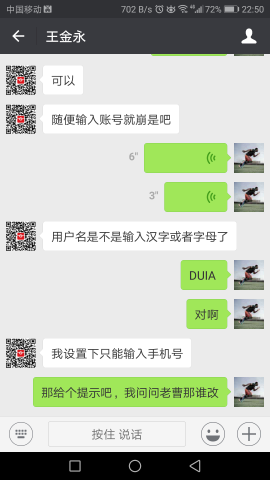 中国移动 702 B/s 4G 72% 22:50
王金永
可以
随便输入账号就崩是吧
6"
3"
用户名是不是输入汉字或者字母了
DUIA
对啊
我设置下只能输入手机号
那给个提示吧，我问问老曹那谁改
按住 说话